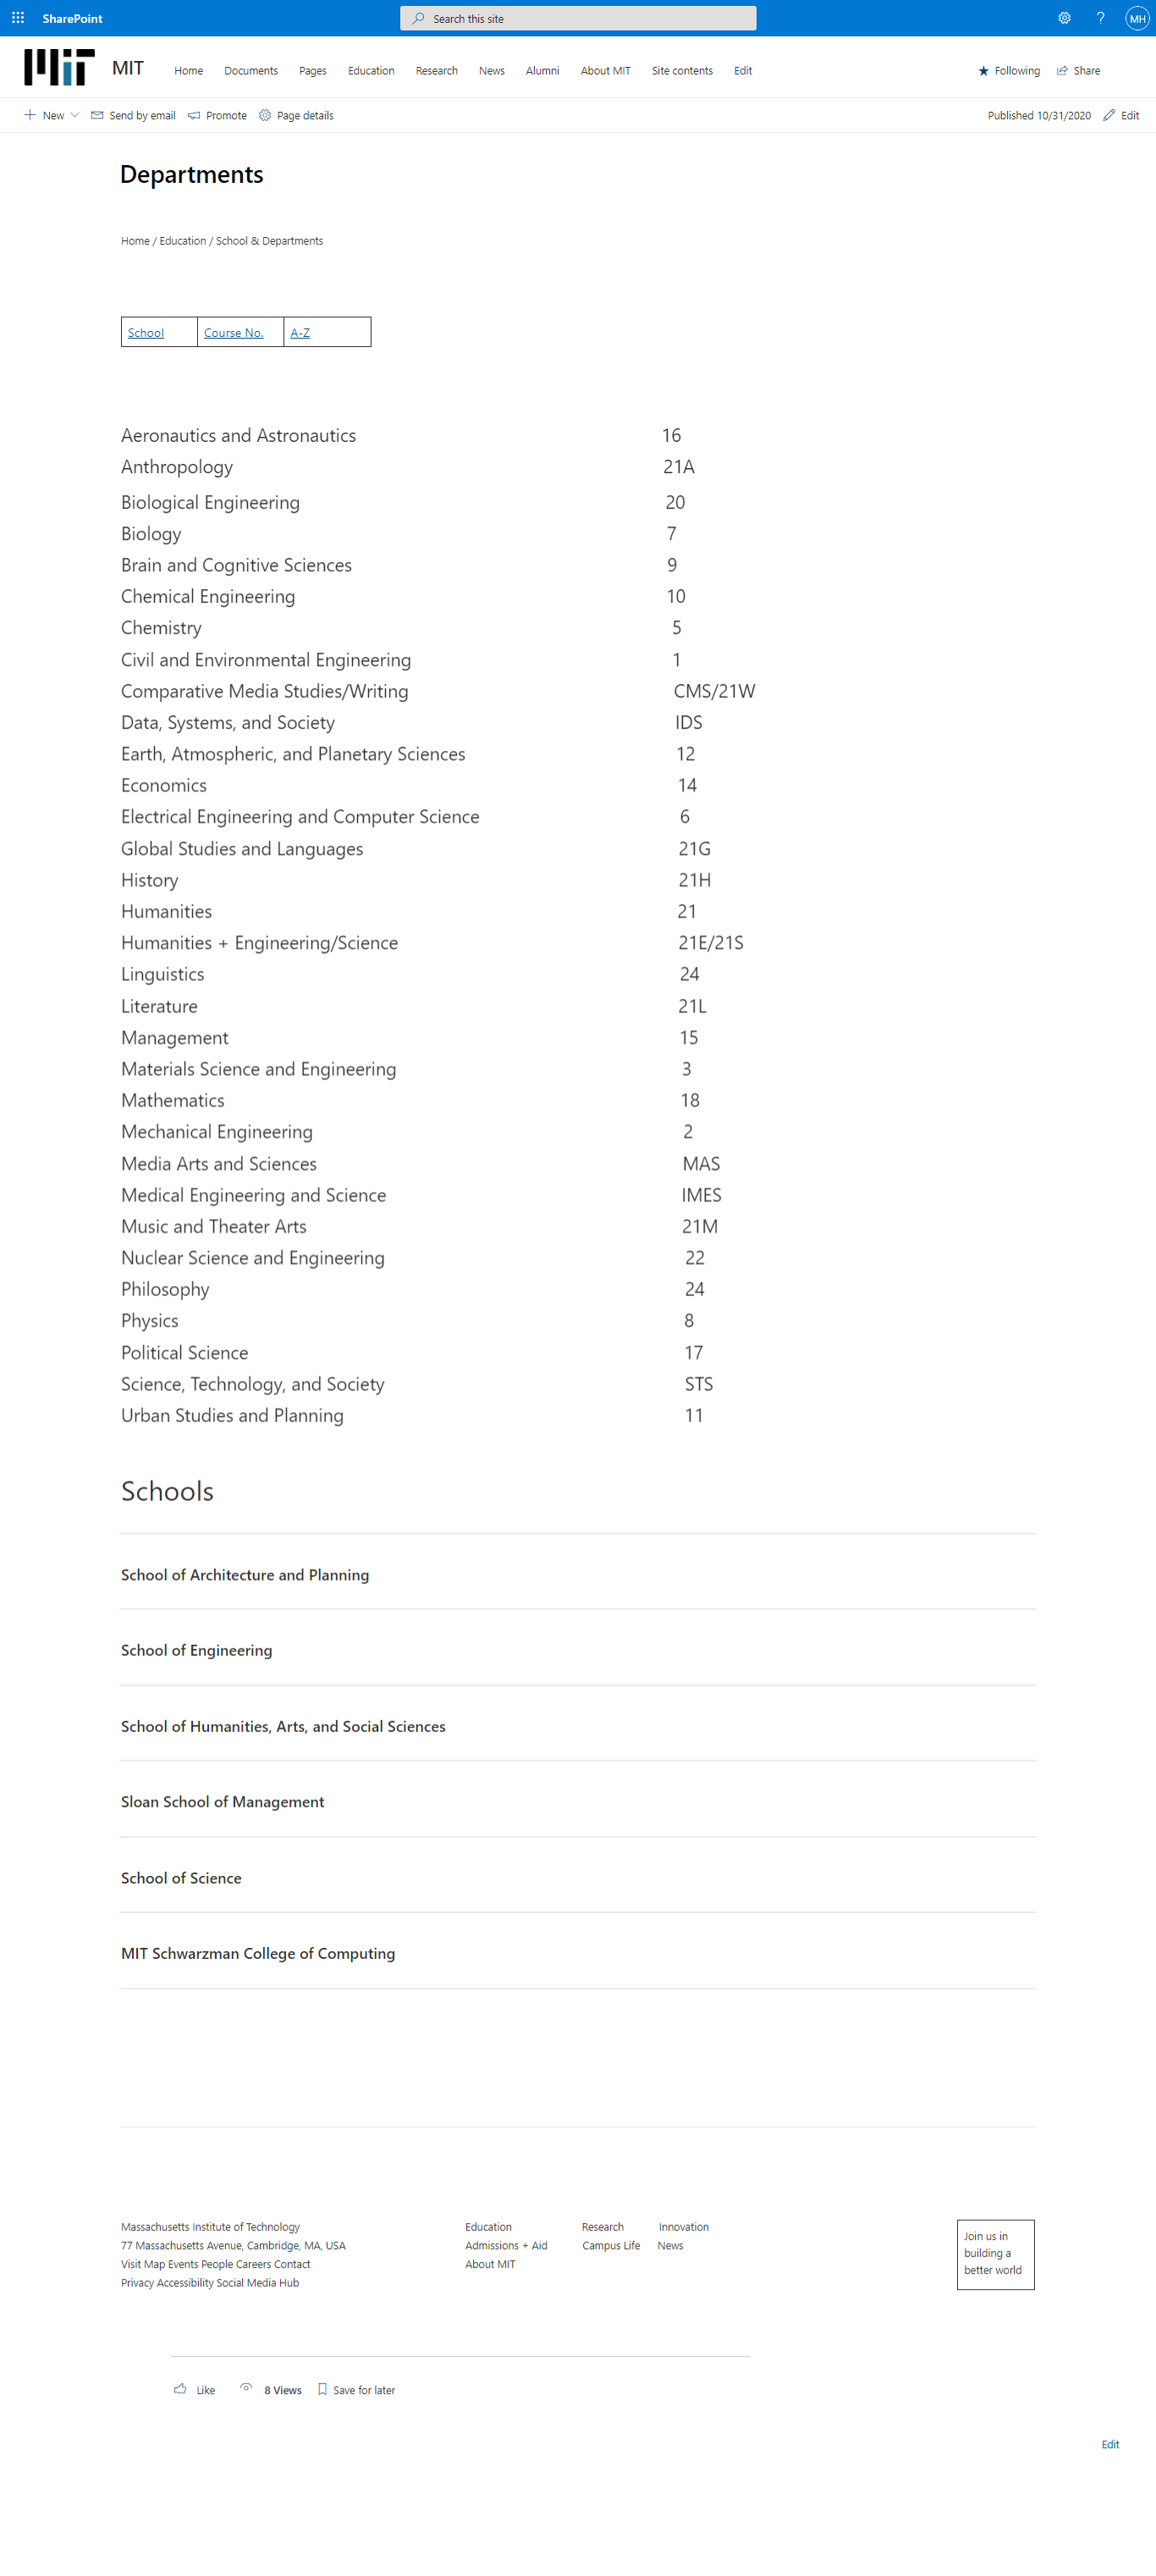 SharePoint Search this site MH
MIT MIT Home Documents Pages Education Research News Alumni About MIT Site contents Edit Following Share
New Send by email Promote Page details Published 10/31/2020 Edit
Departments
Home / Education / School & Departments
School Course No. A-Z
Aeronautics and Astronautics 16
Anthropology 21A
Biological Engineering 20
Biology 7
Brain and Cognitive Sciences 9
Chemical Engineering 10
Chemistry 5
Civil and Environmental Engineering 1
Comparative Media Studies/Writing CMS/21W
Data, Systems, and Society IDS
Earth, Atmospheric, and Planetary Sciences 12
Economics 14
Electrical Engineering and Computer Science 6
Global Studies and Languages 21G
History 21H
Humanities 21
Humanities + Engineering/Science 21E/21S
Linguistics 24
Literature 21L
Management 15
Materials Science and Engineering 3
Mathematics 18
Mechanical Engineering 2
Media Arts and Sciences MAS
Medical Engineering and Science IMES
Music and Theater Arts 21M
Nuclear Science and Engineering 22
Philosophy 24
Physics 8
Political Science 17
Science, Technology, and Society STS
Urban Studies and Planning 11
Schools
School of Architecture and Planning
School of Engineering
School of Humanities, Arts, and Social Sciences
Sloan School of Management
School of Science
MIT Schwarzman College of Computing
Massachusetts Institute of Technology
77 Massachusetts Avenue, Cambridge, MA, USA
Visit Map Events People Careers Contact
Privacy Accessibility Social Media Hub
Education Research Innovation
Admissions + Aid Campus Life News
About MIT
Join us in
building a
better world
Like 8 Views Save for later
Edit